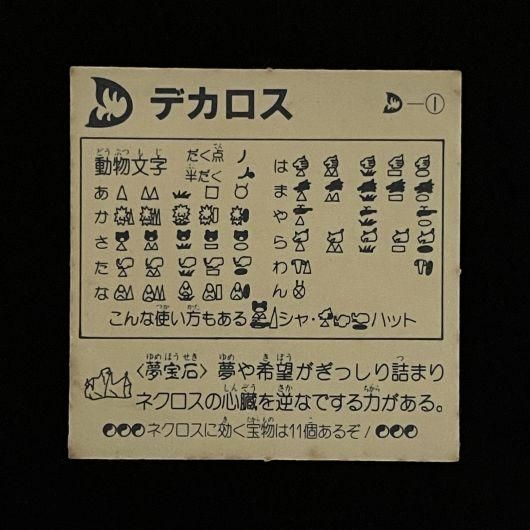 デカロス
ー①
動物文字 だく点
半だく
あ
か
さ
た
な
は
ま
や
ら
わ
ん
こんな使い方もある シャ・ハット
〈夢宝石〉夢や希望がぎっしり詰まり
ネクロスの心臓を逆なでする力がある。
ネクロスに効く宝物は11個あるぞ!